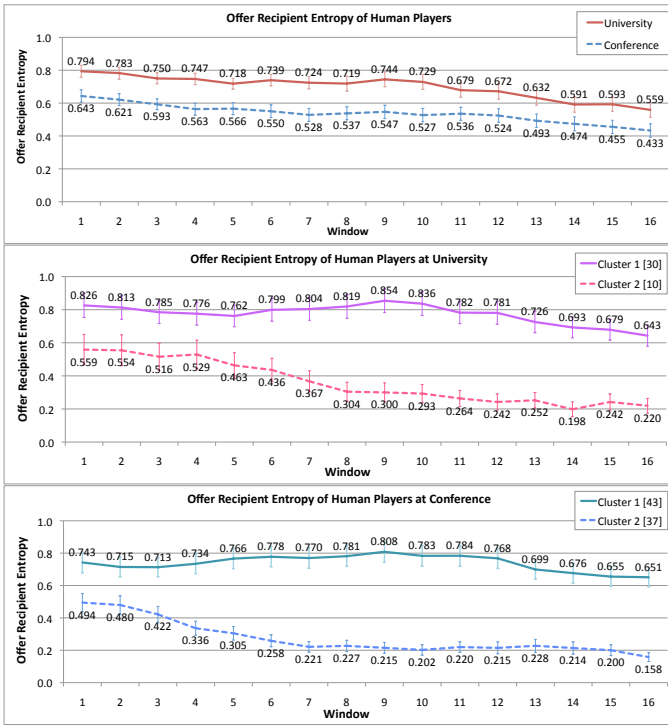 Offer Recipient Entropy of Human Players
University
Conference
Offer Recipient Entropy
1.0
0.8
0.6
0.4
0.2
0.0
0.794 0.783 0.750 0.747 0.718 0.739 0.724 0.719 0.744 0.729 0.679 0.672 0.632 0.591 0.593 0.559
0.643 0.621 0.593 0.563 0.566 0.550 0.528 0.537 0.547 0.527 0.536 0.524 0.493 0.474 0.455 0.433
1 2 3 4 5 6 7 8 9 10 11 12 13 14 15 16
Window
Offer Recipient Entropy of Human Players at University
Cluster 1 [30]
Cluster 2 [10]
Offer Recipient Entropy
1.0
0.8
0.6
0.4
0.2
0.0
0.826 0.813 0.785 0.776 0.762 0.799 0.804 0.819 0.854 0.836 0.782 0.781 0.726 0.693 0.679 0.643
0.559 0.554 0.516 0.529 0.463 0.436 0.367 0.304 0.300 0.293 0.264 0.242 0.252 0.198 0.242 0.220
1 2 3 4 5 6 7 8 9 10 11 12 13 14 15 16
Window
Offer Recipient Entropy of Human Players at Conference
Cluster 1 [43]
Cluster 2 [37]
Offer Recipient Entropy
1.0
0.8
0.6
0.4
0.2
0.0
0.743 0.715 0.713 0.734 0.766 0.778 0.770 0.781 0.808 0.783 0.784 0.768 0.699 0.676 0.655 0.651
0.494 0.480 0.422 0.336 0.305 0.258 0.221 0.227 0.215 0.202 0.220 0.215 0.228 0.214 0.200 0.158
1 2 3 4 5 6 7 8 9 10 11 12 13 14 15 16
Window